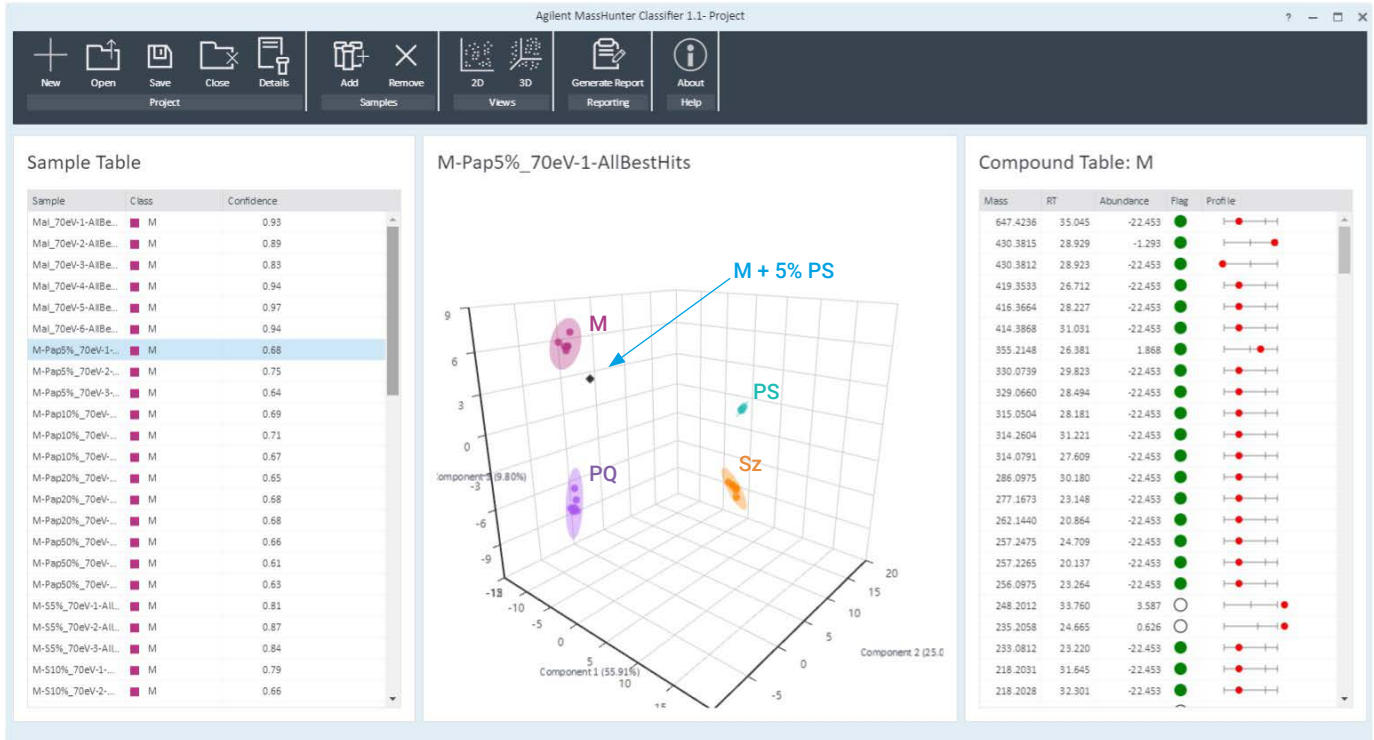 Agilent MassHunter Classifier 1.1- Project
? — □ X
New Open Save Close Details Add Remove 2D 3D Generate Report About
Project Samples Views Reporting Help
Sample Table
Sample Class Confidence
Mal_70eV-1-AllBe... M 0.93
Mal_70eV-2-AllBe... M 0.89
Mal_70eV-3-AllBe... M 0.83
Mal_70eV-4-AllBe... M 0.94
Mal_70eV-5-AllBe... M 0.97
Mal_70eV-6-AllBe... M 0.94
M-Pap5%_70eV-1-... M 0.68
M-Pap5%_70eV-2-... M 0.75
M-Pap5%_70eV-3-... M 0.64
M-Pap10%_70eV-... M 0.69
M-Pap10%_70eV-... M 0.71
M-Pap10%_70eV-... M 0.67
M-Pap20%_70eV-... M 0.65
M-Pap20%_70eV-... M 0.68
M-Pap20%_70eV-... M 0.68
M-Pap50%_70eV-... M 0.66
M-Pap50%_70eV-... M 0.61
M-Pap50%_70eV-... M 0.63
M-S5%_70eV-1-All... M 0.81
M-S5%_70eV-2-All... M 0.87
M-S5%_70eV-3-All... M 0.84
M-S10%_70eV-1-... M 0.79
M-S10%_70eV-2-... M 0.66
M-Pap5%_70eV-1-AllBestHits
M + 5% PS
M
PS
Sz
PQ
9
6
3
0
-3
-6
-9
omponent 3 (9.80%)
-10
-5
0
5
10
15
Component 1 (55.91%)
20
15
10
5
0
-5
Component 2 (25.0
Compound Table: M
Mass RT Abundance Flag Profile
647.4236 35.045 -22.453
430.3815 28.929 -1.293
430.3812 28.923 -22.453
419.3533 26.712 -22.453
416.3664 28.227 -22.453
414.3868 31.031 -22.453
355.2148 26.381 1.868
330.0739 29.823 -22.453
329.0660 28.494 -22.453
315.0504 28.181 -22.453
314.2604 31.221 -22.453
314.0791 27.609 -22.453
286.0975 30.180 -22.453
277.1673 23.148 -22.453
262.1440 20.864 -22.453
257.2475 24.709 -22.453
257.2265 20.137 -22.453
256.0975 23.264 -22.453
248.2012 33.760 3.587
235.2058 24.665 0.626
233.0812 23.220 -22.453
218.2031 31.645 -22.453
218.2028 32.301 -22.453